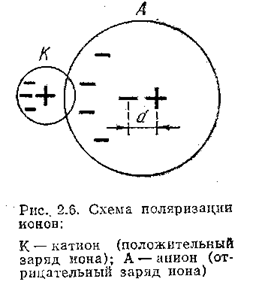 А
К
d
Рис. 2.6. Схема поляризации
ионов:
К — катион (положительный
заряд иона); А — анион (от-
рицательный заряд иона)